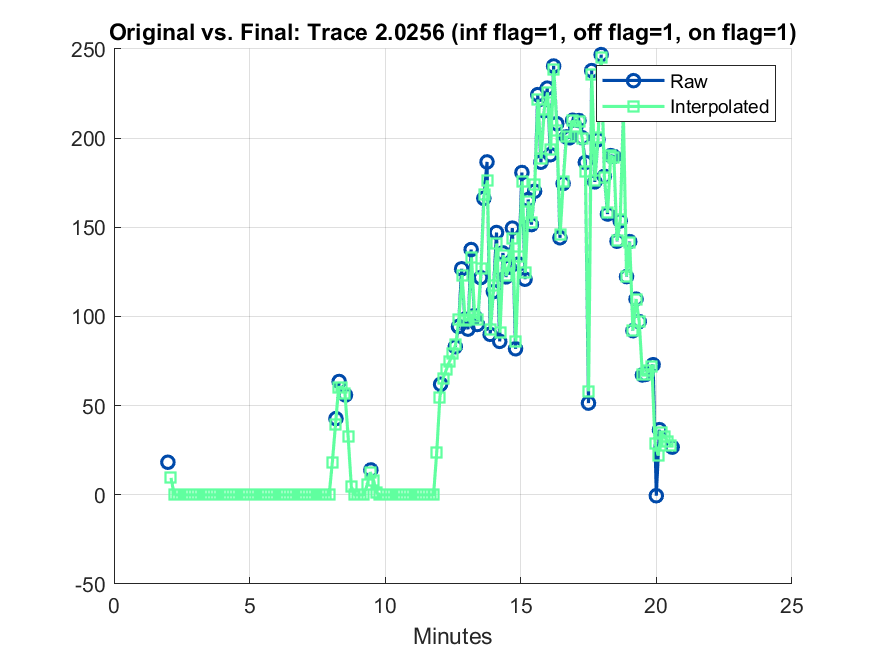 Original vs. Final: Trace 2.0256 (inf flag=1, off flag=1, on flag=1)
250
Raw
Interpolated
200
150
100
50
0
-50
0 5 10 15 20 25
Minutes